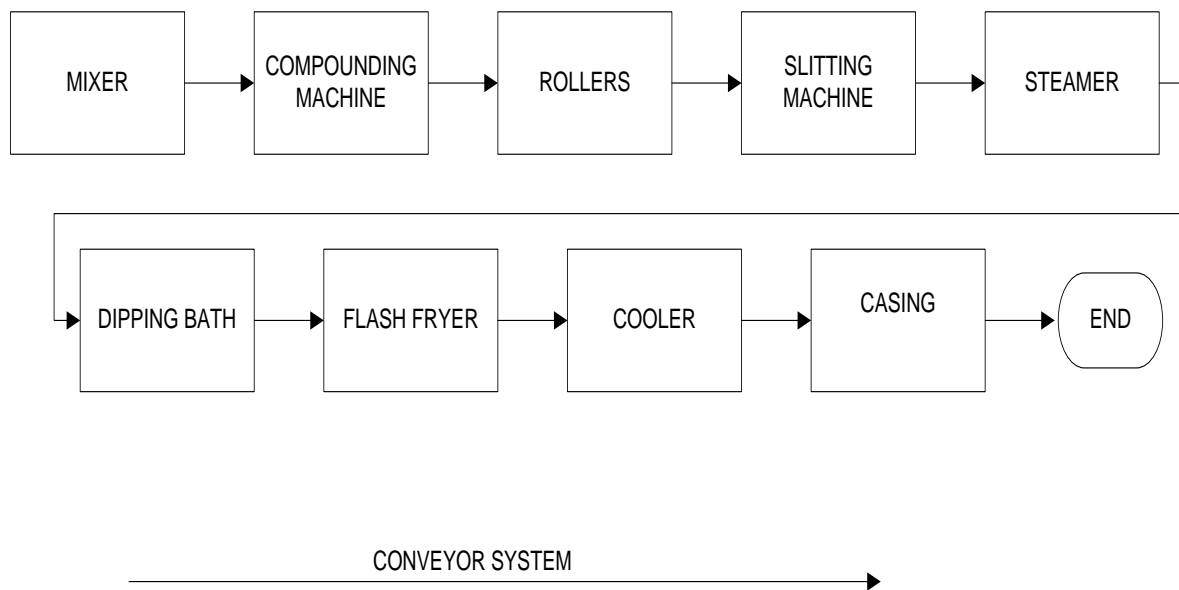 MIXER
COMPOUNDING
MACHINE
ROLLERS
SLITTING
MACHINE
STEAMER
DIPPING BATH
FLASH FRYER
COOLER
CASING
END
CONVEYOR SYSTEM